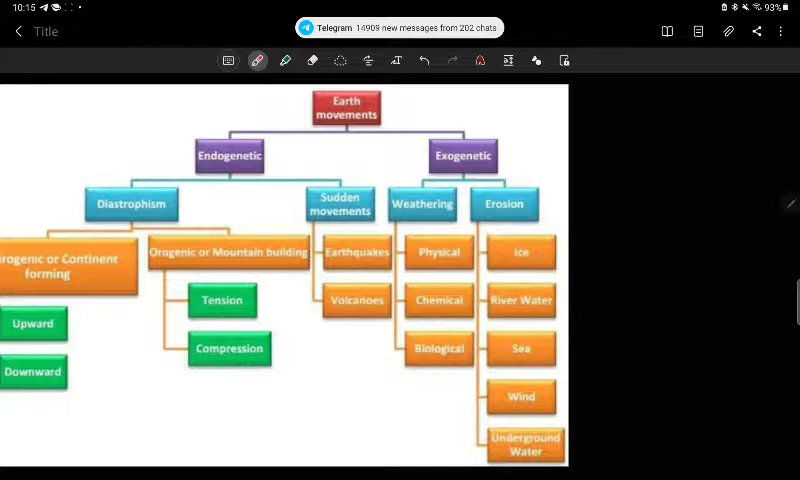 10:15
93%
Title
Telegram 14909 new messages from 202 chats
Earth
movements
Endogenetic
Exogenetic
Diastrophism
Sudden
movements
Weathering
Erosion
or Continent
forming
Orogenic or Mountain building
Earthquakes
Physical
Ice
Upward
Tension
Volcanoes
Chemical
River Water
Downward
Compression
Biological
Sea
Wind
Underground
Water